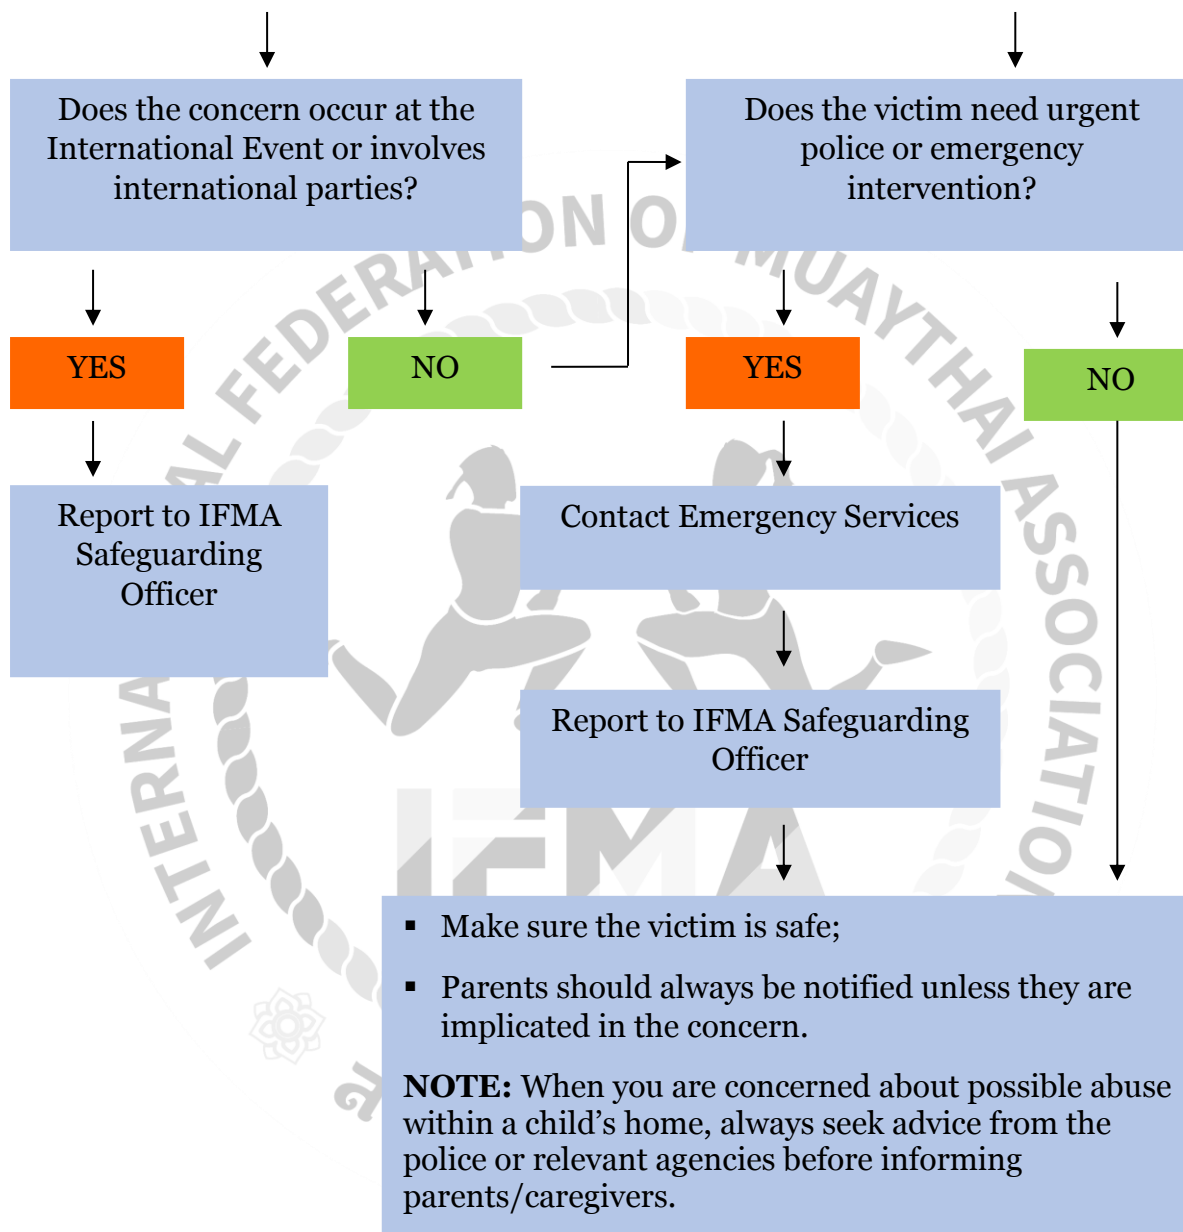 Does the concern occur at the
International Event or involves
international parties?
Does the victim need urgent
police or emergency
intervention?
YES
NO
YES
NO
Report to IFMA
Safeguarding
Officer
Contact Emergency Services
Report to IFMA Safeguarding
Officer
▪ Make sure the victim is safe;
▪ Parents should always be notified unless they are
implicated in the concern.
NOTE: When you are concerned about possible abuse
within a child’s home, always seek advice from the
police or relevant agencies before informing
parents/caregivers.
IFMA